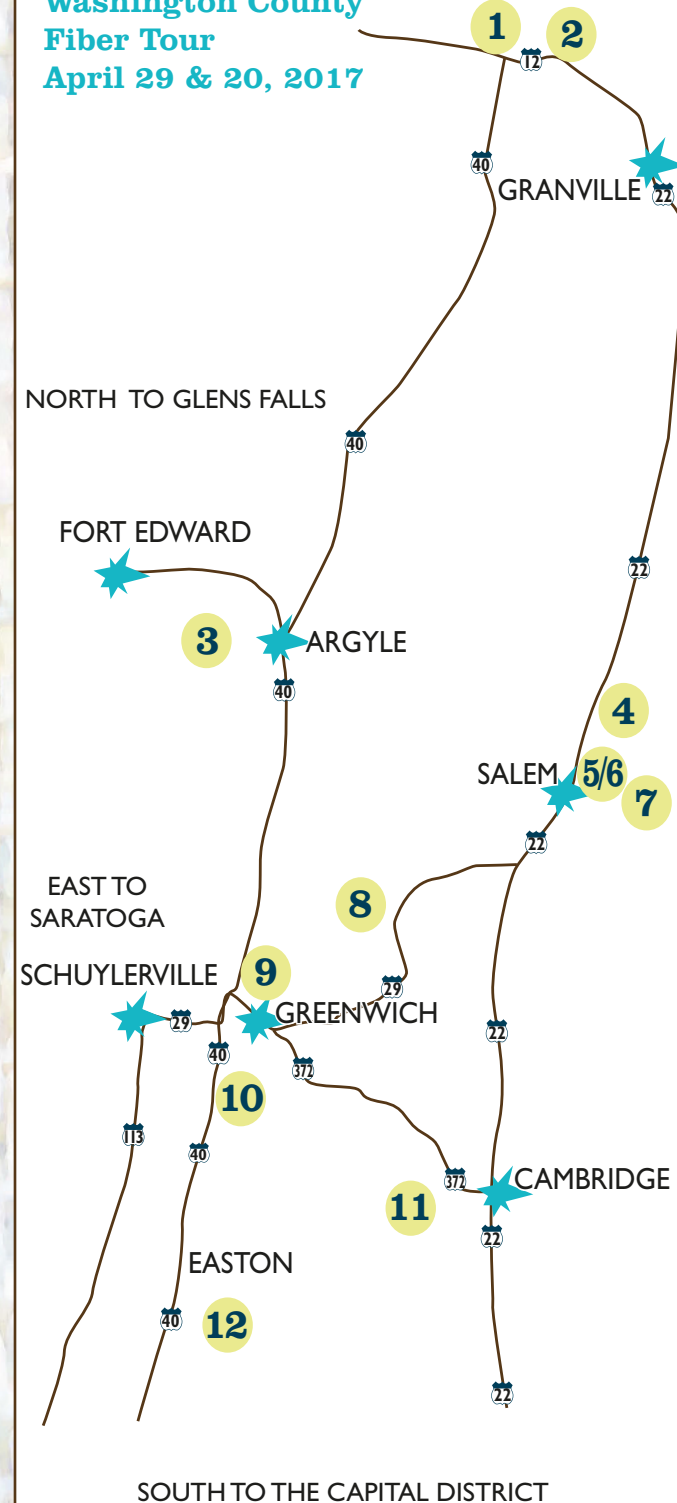 Washington County
Fiber Tour
April 29 & 20, 2017
1
2
12
40
GRANVILLE
22
NORTH TO GLENS FALLS
40
FORT EDWARD
22
3
ARGYLE
40
4
SALEM
5/6
7
22
EAST TO
SARATOGA
8
SCHUYLERVILLE
9
29
GREENWICH
29
22
40
372
10
113
40
372
CAMBRIDGE
11
22
EASTON
40
12
22
SOUTH TO THE CAPITAL DISTRICT